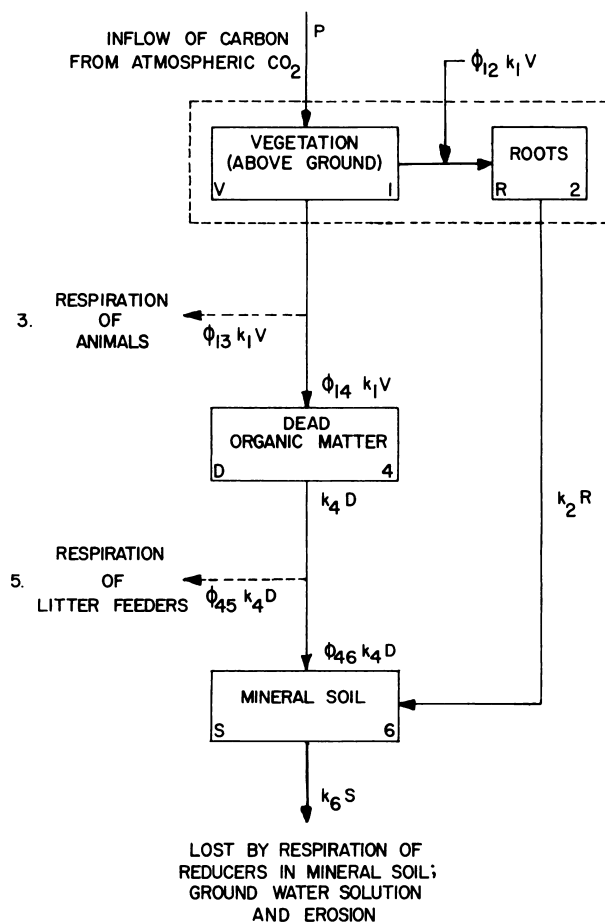 P
INFLOW OF CARBON
FROM ATMOSPHERIC CO₂
ϕ₁₂ k₁V
VEGETATION
(ABOVE GROUND)
V 1
ROOTS
R 2
3. RESPIRATION
OF
ANIMALS
ϕ₁₃ k₁V
ϕ₁₄ k₁V
DEAD
ORGANIC MATTER
D 4
k₄D
k₂R
5. RESPIRATION
OF
LITTER FEEDERS
ϕ₄₅ k₄D
ϕ₄₆ k₄D
MINERAL SOIL
S 6
k₆S
LOST BY RESPIRATION OF
REDUCERS IN MINERAL SOIL;
GROUND WATER SOLUTION
AND EROSION